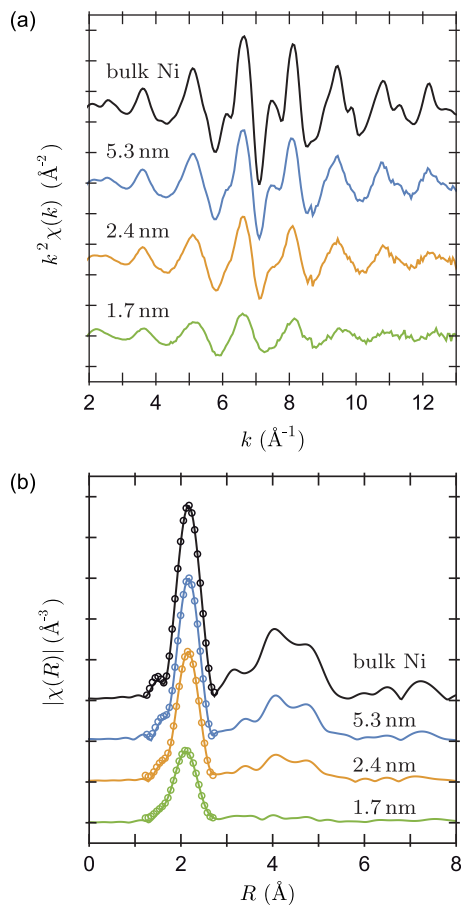 (a)
bulk Ni
5.3 nm
2.4 nm
1.7 nm
k²χ(k) (Å⁻²)
2 4 6 8 10 12
k (Å⁻¹)
(b)
|χ(R)| (Å⁻³)
bulk Ni
5.3 nm
2.4 nm
1.7 nm
0 2 4 6 8
R (Å)